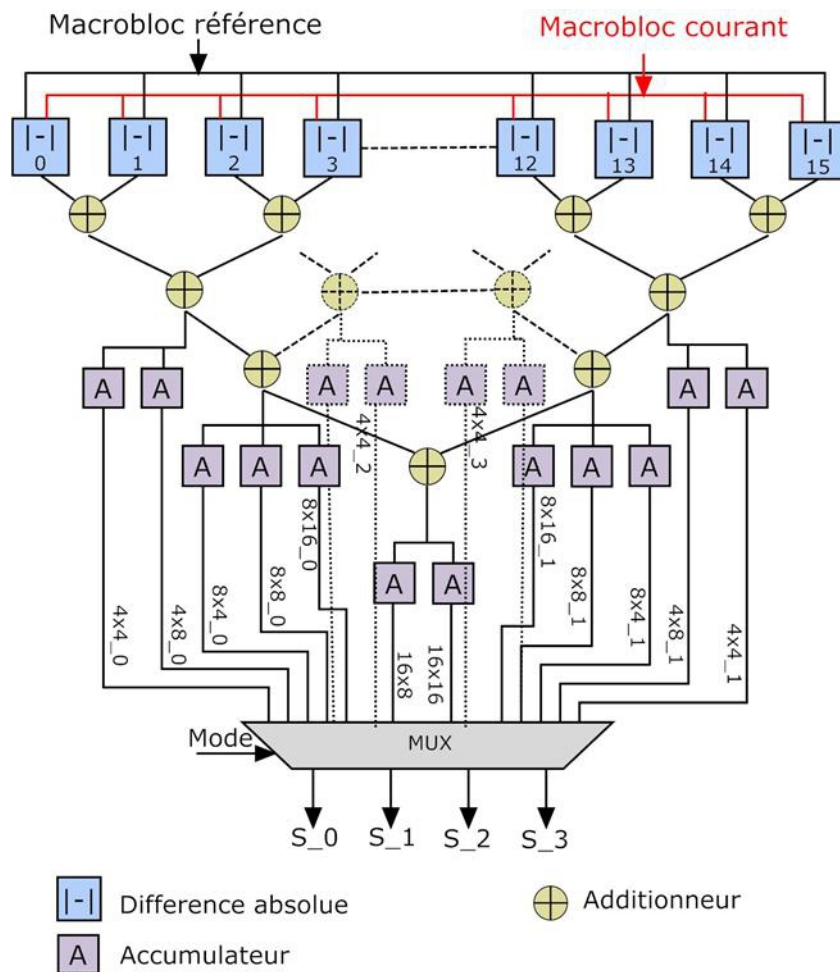 Macrobloc référence
Macrobloc courant
|-| |-| |-| |-| |-| |-| |-| |-|
0 1 2 3 12 13 14 15
A A A A A A A A
4x4_2
4x4_3
A A A A A A
8x16_0
8x16_1
A A
4x4_0
4x8_0
8x4_0
8x8_0
16x8
16x16
8x8_1
8x4_1
4x8_1
4x4_1
Mode
MUX
S_0 S_1 S_2 S_3
|-| Difference absolue
Additionneur
A Accumulateur